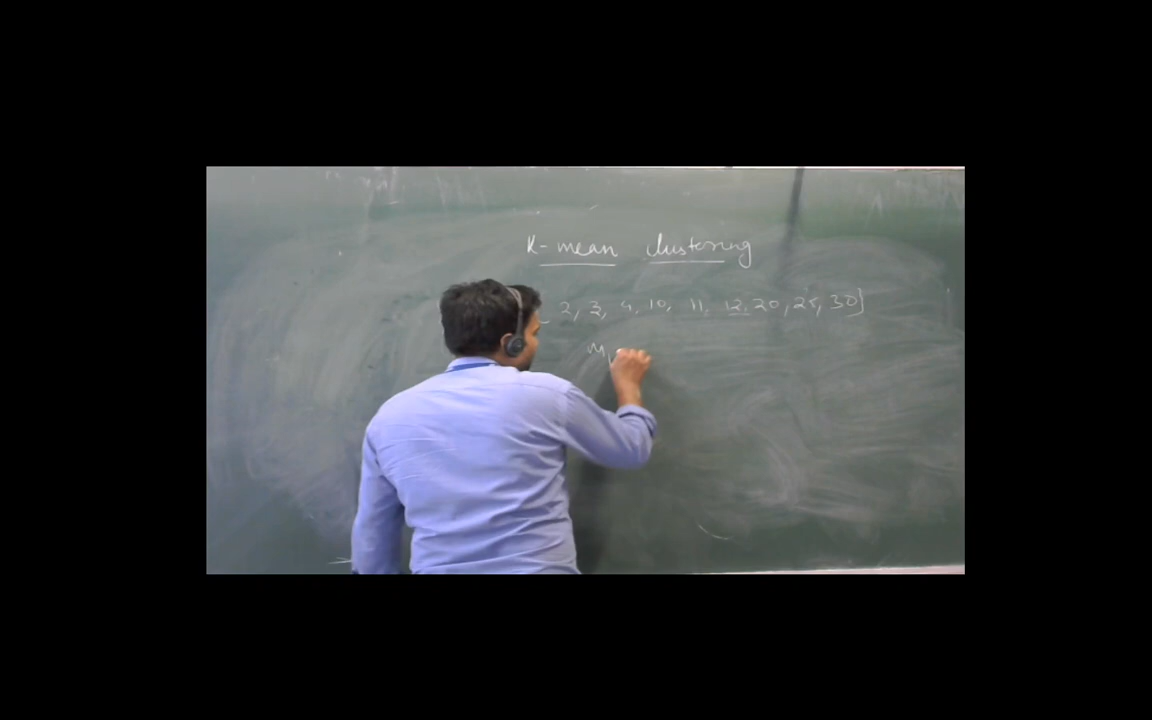 K-mean clustering
2, 3, 4, 10, 11, 12, 20, 25, 30}
M